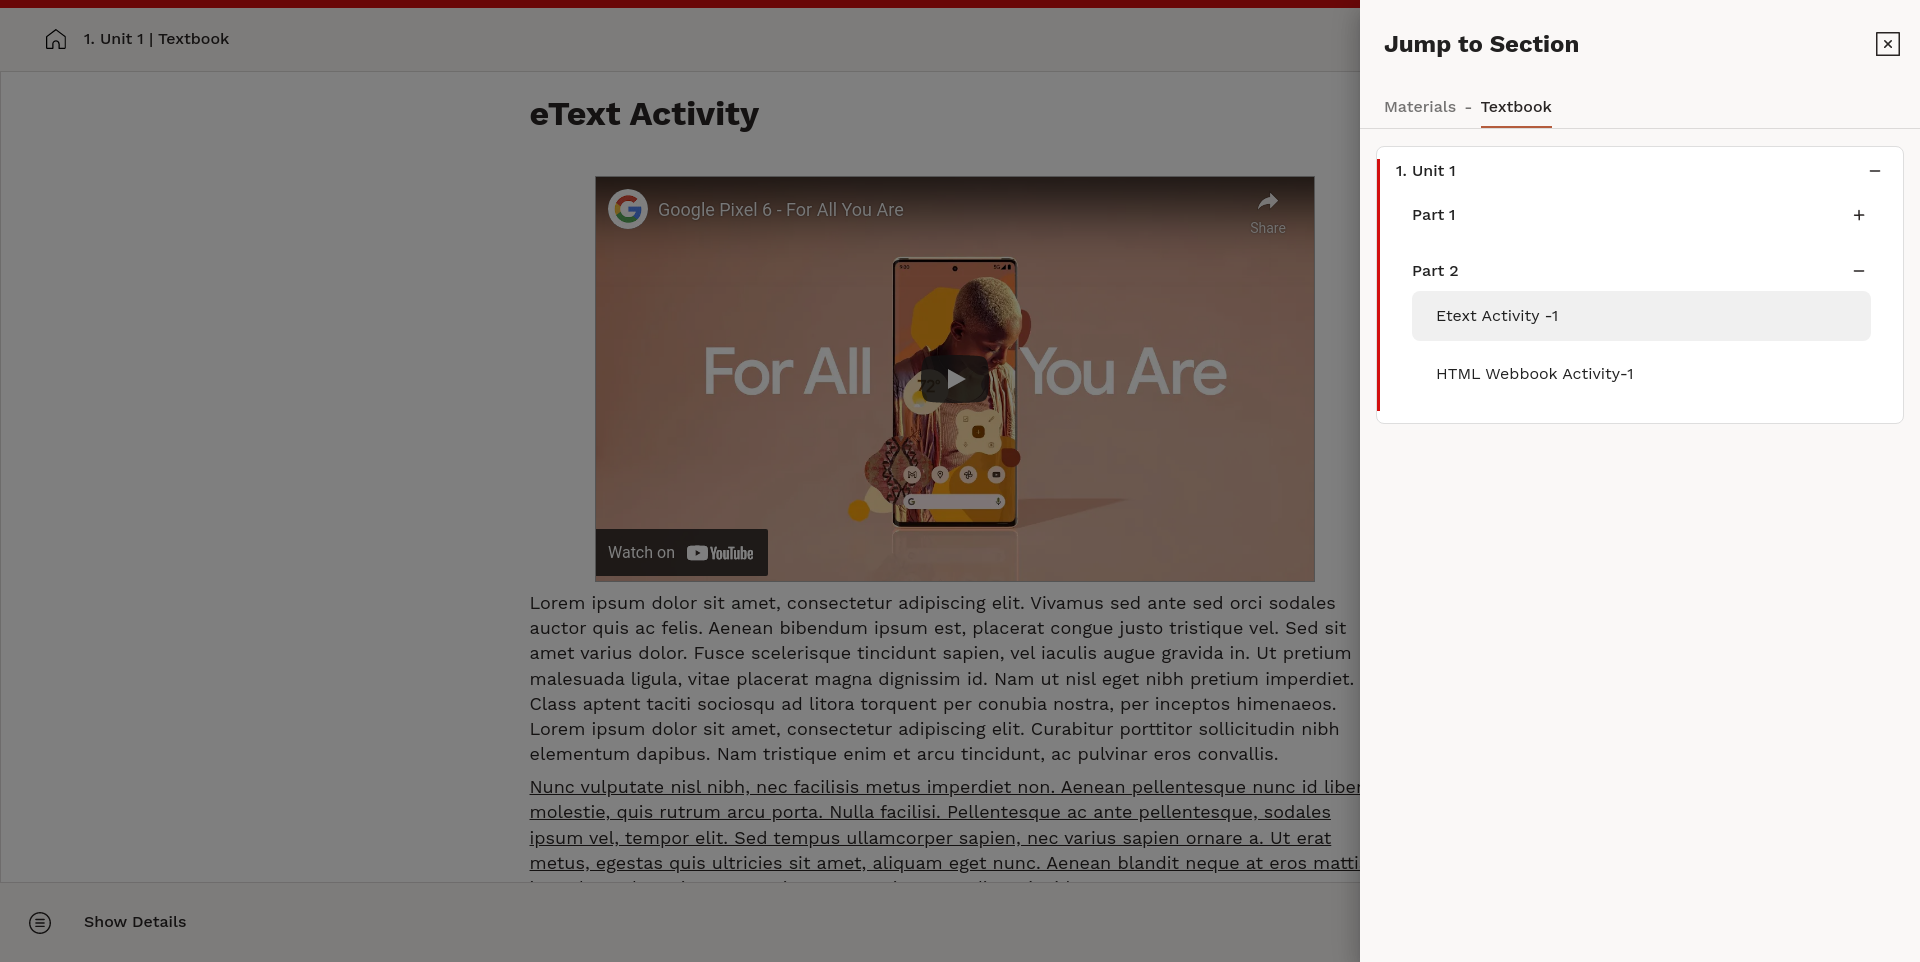 1. Unit 1 | Textbook
eText Activity
Google Pixel 6 - For All You Are
Share
For All You Are
72°
Watch on YouTube
Lorem ipsum dolor sit amet, consectetur adipiscing elit. Vivamus sed ante sed orci sodales
auctor quis ac felis. Aenean bibendum ipsum est, placerat congue justo tristique vel. Sed sit
amet varius dolor. Fusce scelerisque tincidunt sapien, vel iaculis augue gravida in. Ut pretium
malesuada ligula, vitae placerat magna dignissim id. Nam ut nisl eget nibh pretium imperdiet.
Class aptent taciti sociosqu ad litora torquent per conubia nostra, per inceptos himenaeos.
Lorem ipsum dolor sit amet, consectetur adipiscing elit. Curabitur porttitor sollicitudin nibh
elementum dapibus. Nam tristique enim et arcu tincidunt, ac pulvinar eros convallis.
Nunc vulputate nisl nibh, nec facilisis metus imperdiet non. Aenean pellentesque nunc id liber
molestie, quis rutrum arcu porta. Nulla facilisi. Pellentesque ac ante pellentesque, sodales
ipsum vel, tempor elit. Sed tempus ullamcorper sapien, nec varius sapien ornare a. Ut erat
metus, egestas quis ultricies sit amet, aliquam eget nunc. Aenean blandit neque at eros matti
Show Details
Jump to Section
Materials - Textbook
1. Unit 1
Part 1
Part 2
Etext Activity -1
HTML Webbook Activity-1